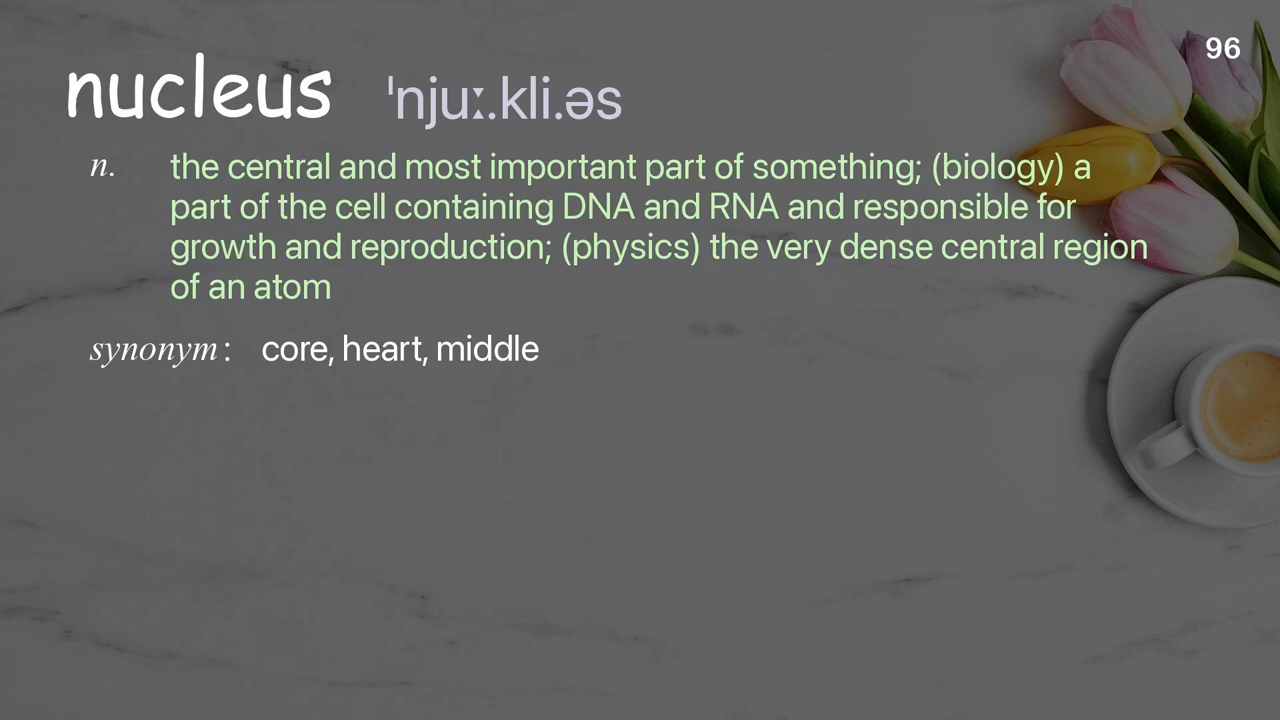 96
nucleus ˈnjuː.kli.əs
n. the central and most important part of something; (biology) a
part of the cell containing DNA and RNA and responsible for
growth and reproduction; (physics) the very dense central region
of an atom
synonym: core, heart, middle